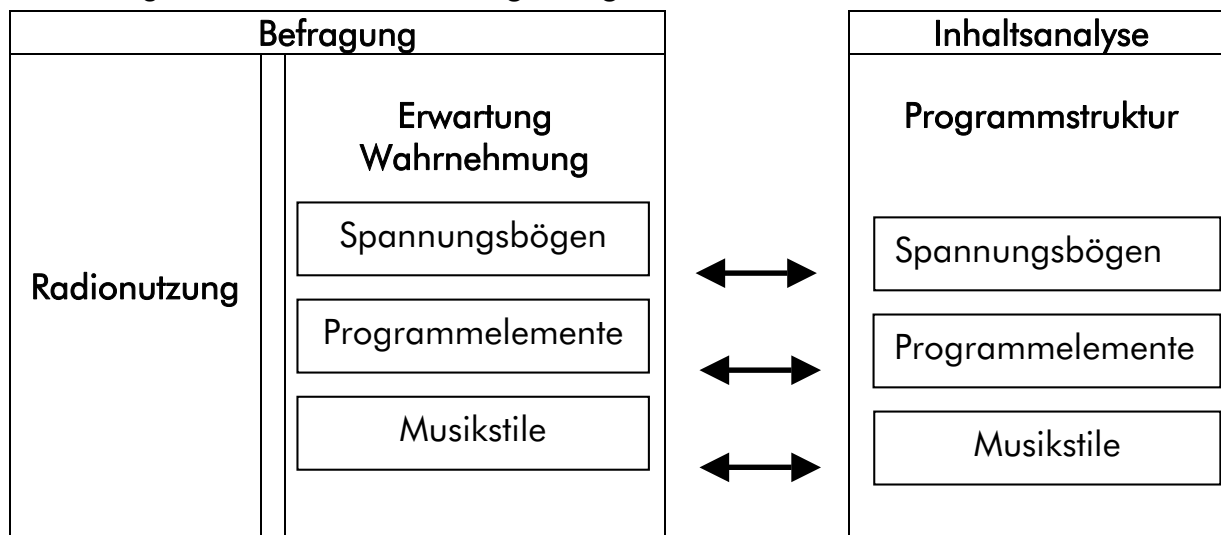 Befragung
Inhaltsanalyse
Radionutzung
Erwartung
Wahrnehmung
Spannungsbögen
Programmelemente
Musikstile
Programmstruktur
Spannungsbögen
Programmelemente
Musikstile